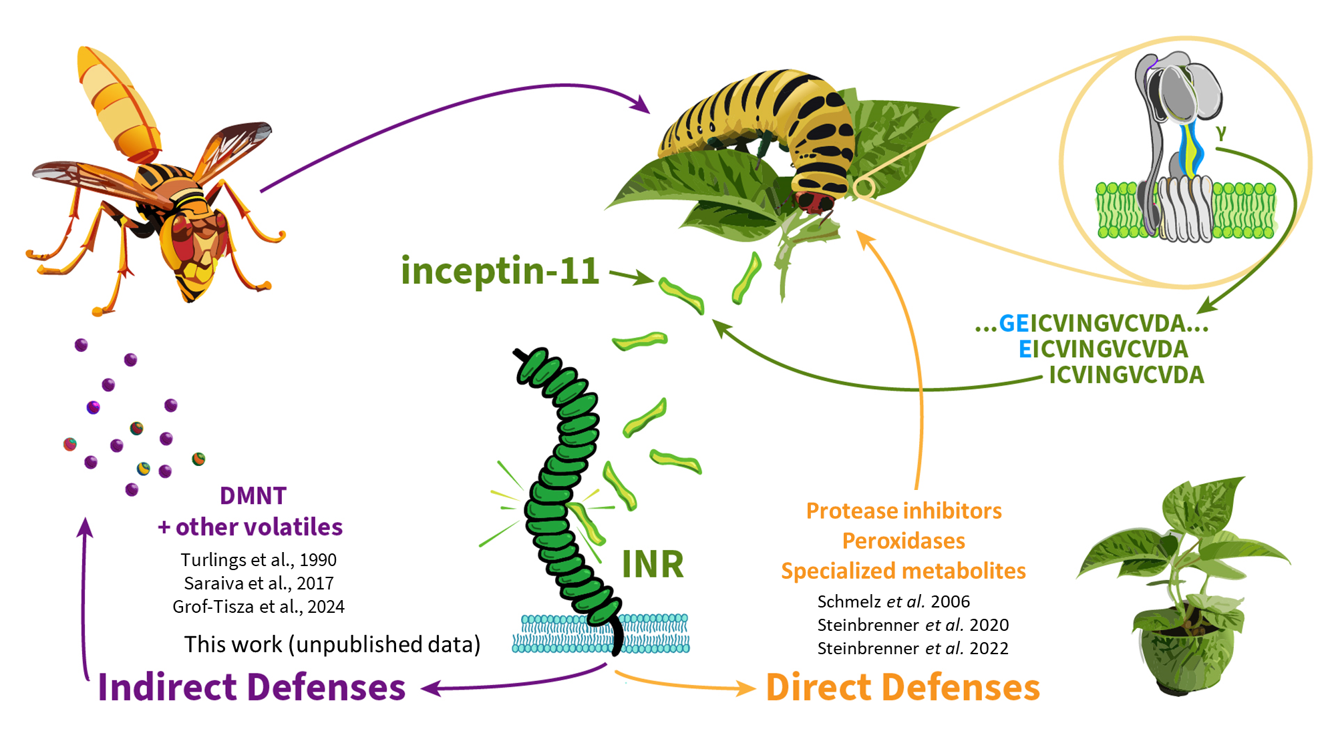 γ
inceptin-11
...GEICVINGVCVDA...
EICVINGVCVDA
ICVINGVCVDA
DMNT
+ other volatiles
Turlings et al., 1990
Saraiva et al., 2017
Grof-Tisza et al., 2024
This work (unpublished data)
Indirect Defenses
INR
Protease inhibitors
Peroxidases
Specialized metabolites
Schmelz et al. 2006
Steinbrenner et al. 2020
Steinbrenner et al. 2022
Direct Defenses